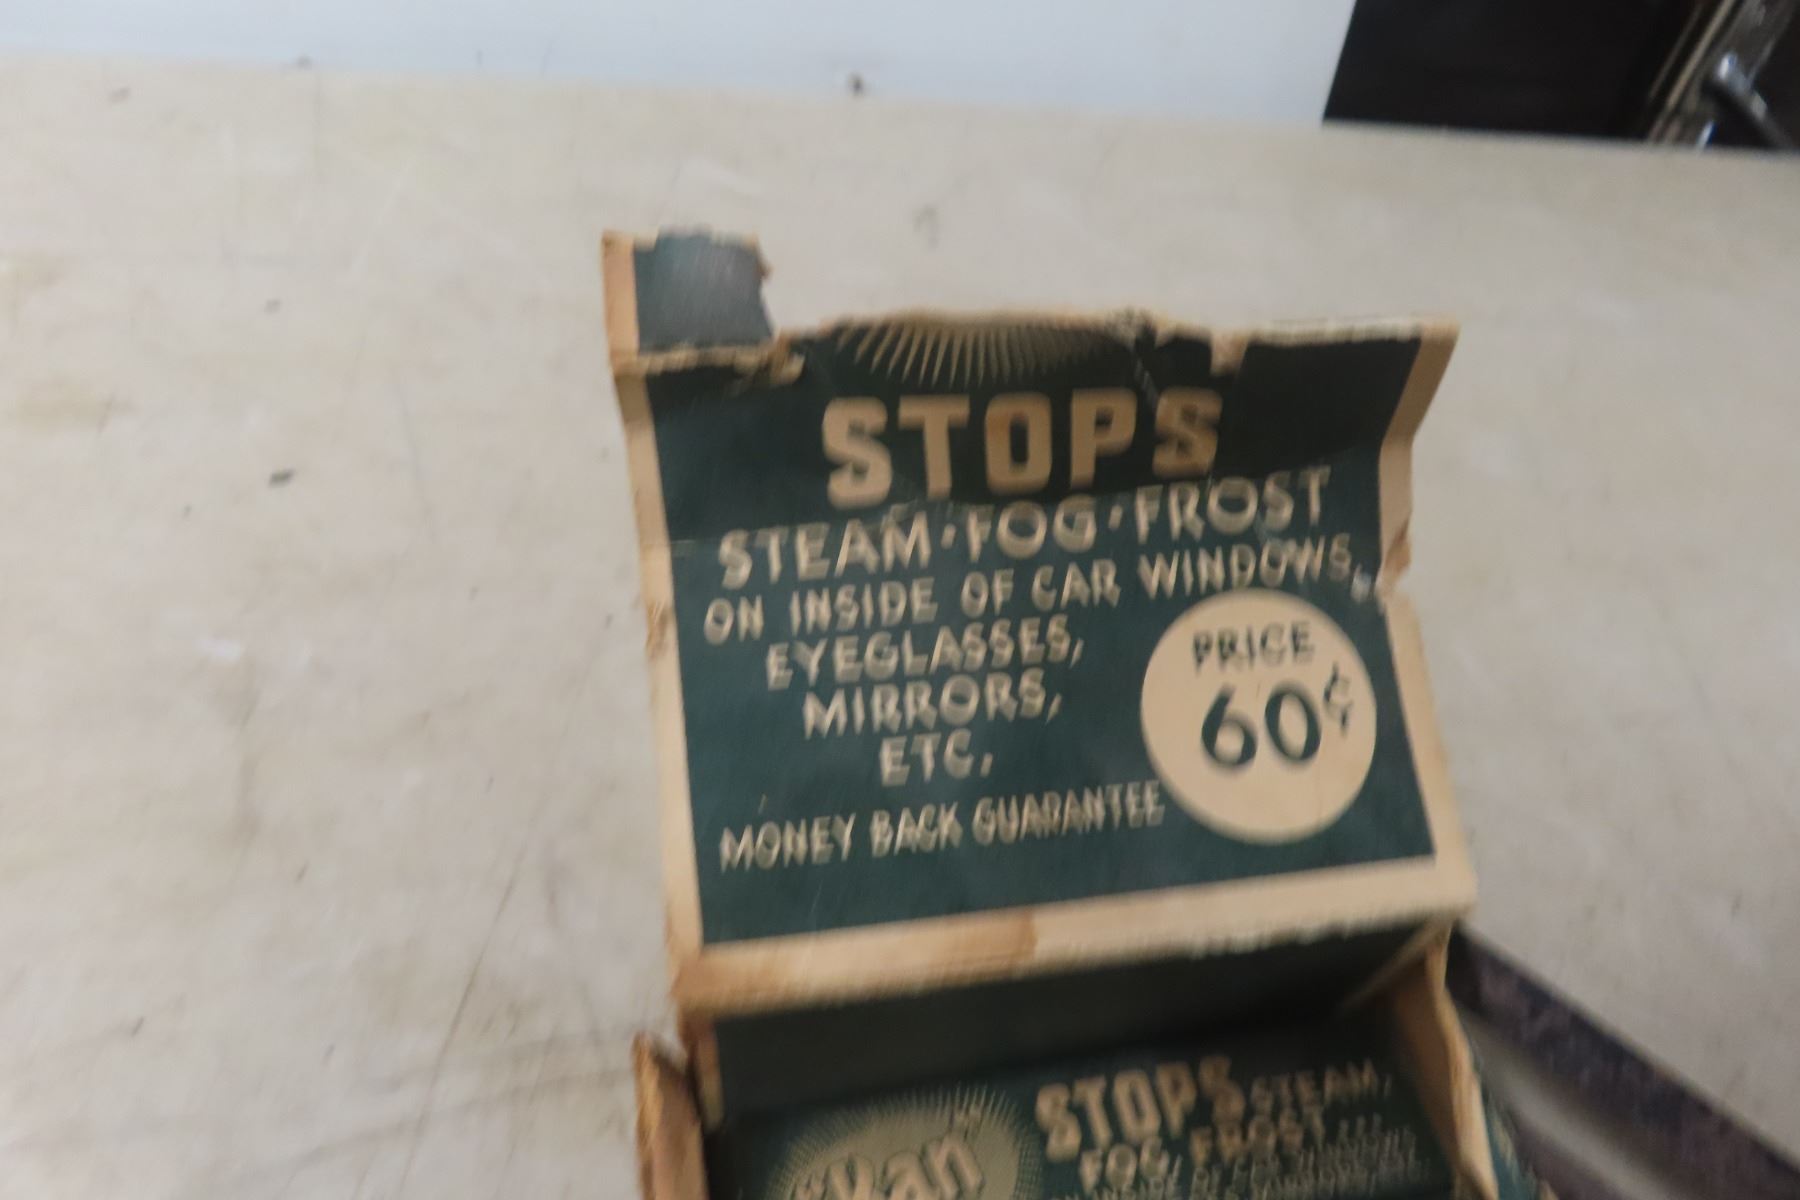 STOPS
STEAM·FOG·FROST
ON INSIDE OF CAR WINDOWS,
EYEGLASSES,
MIRRORS,
ETC.
MONEY BACK GUARANTEE
PRICE
60¢
STOPS STEAM,
FOG, FROST...